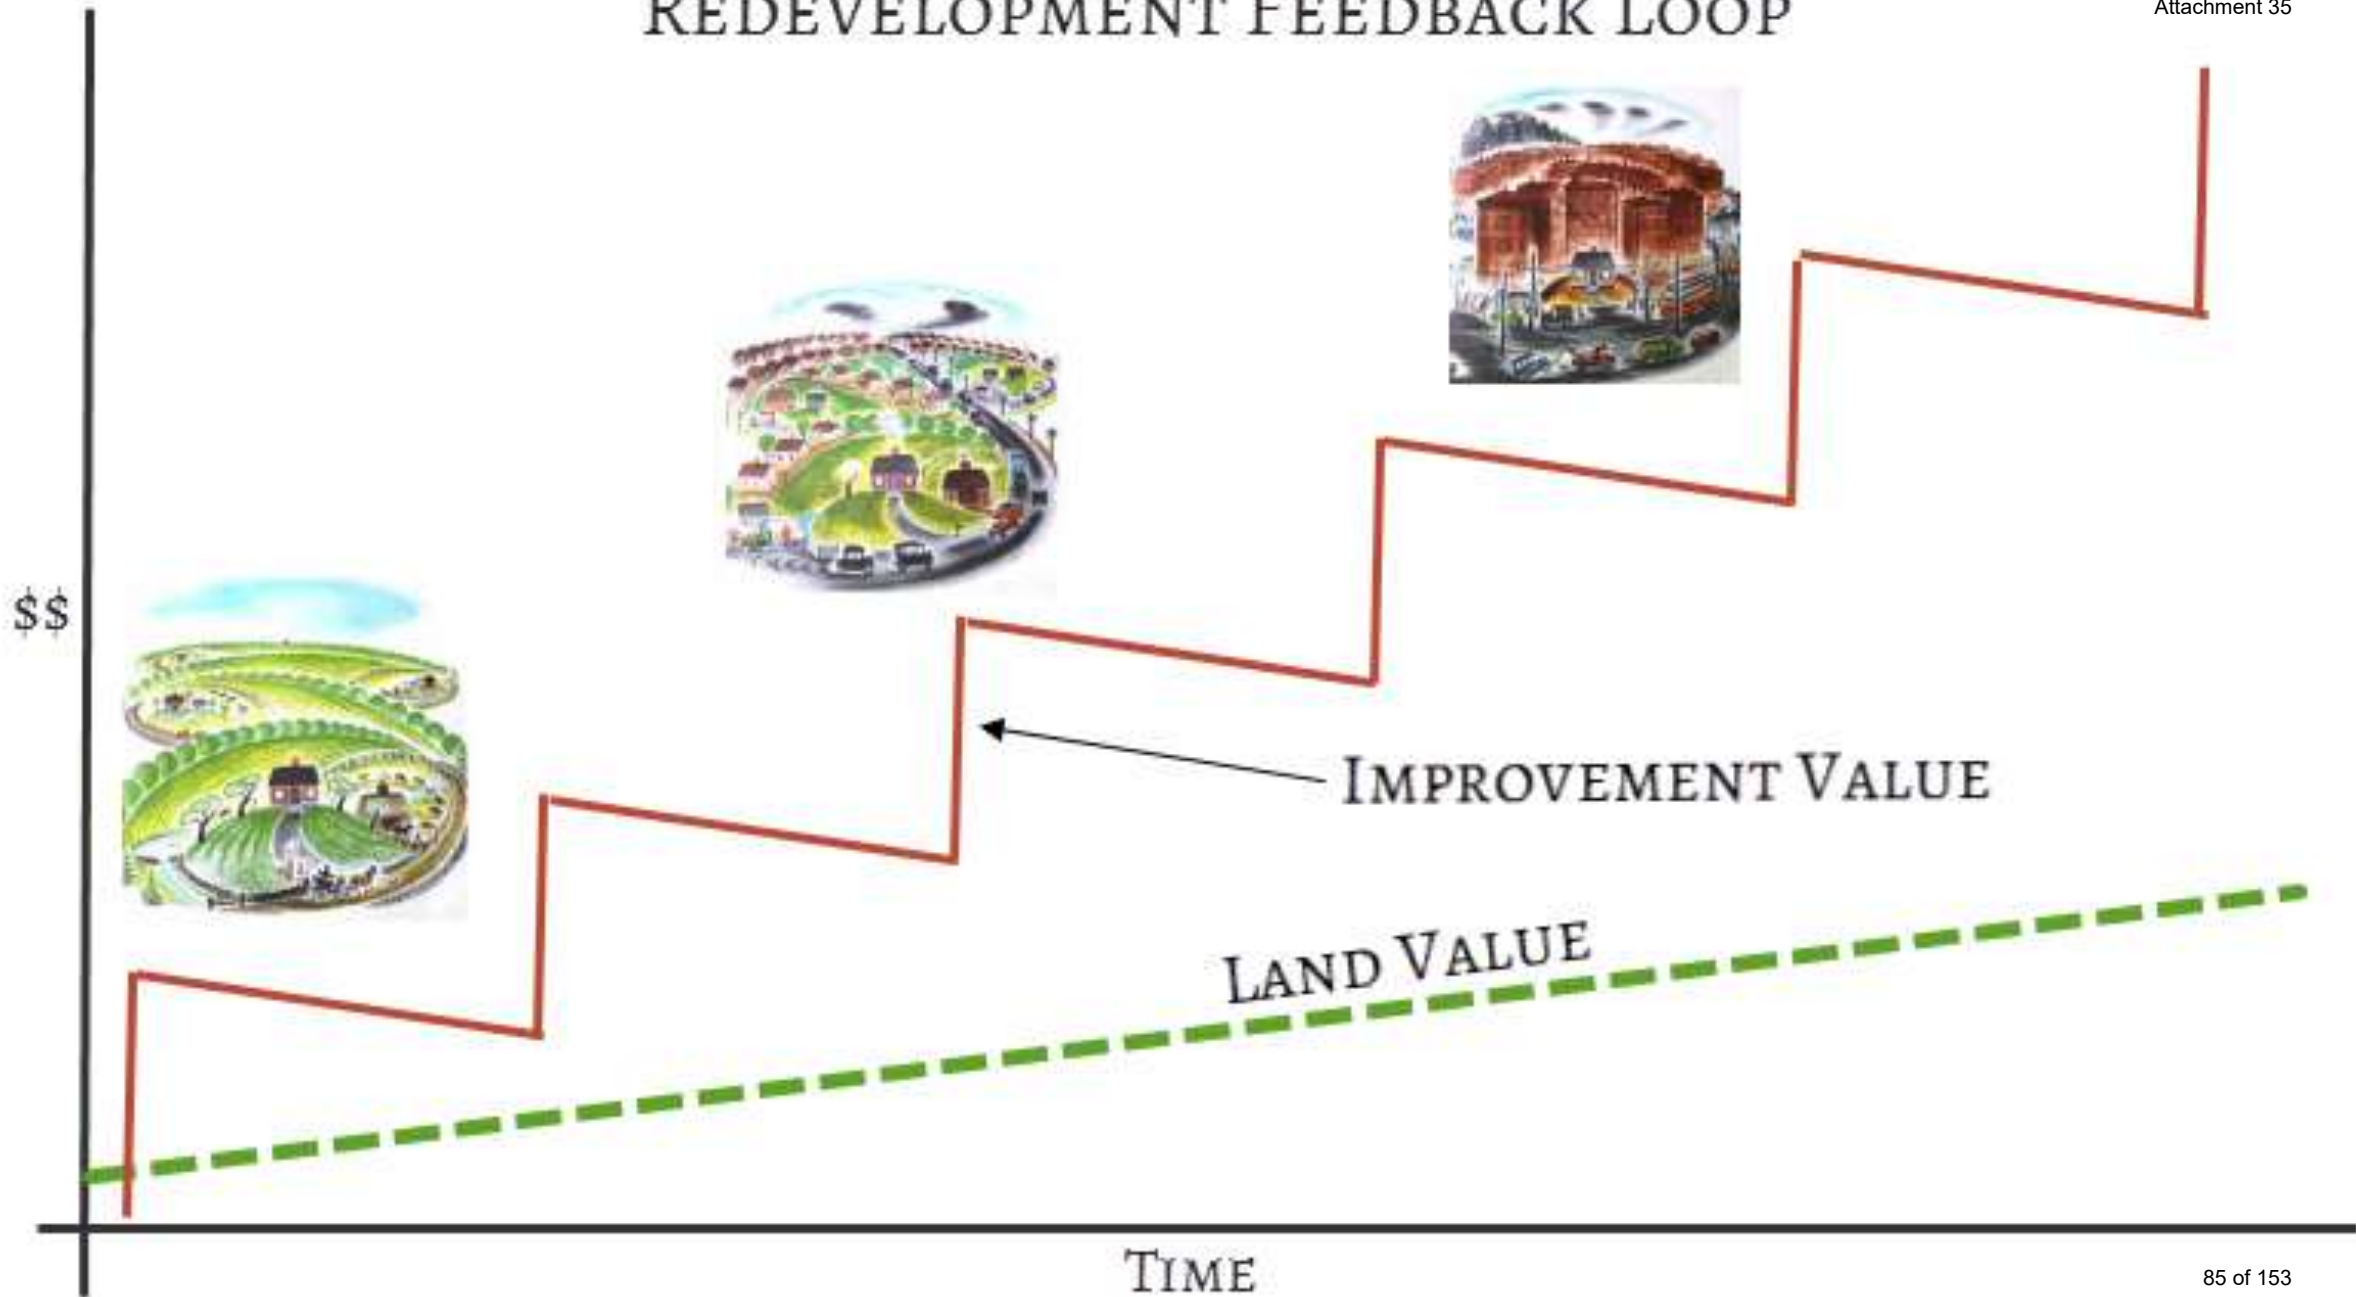 REDEVELOPMENT FEEDBACK LOOP
Attachment 35
$$
IMPROVEMENT VALUE
LAND VALUE
TIME
85 of 153